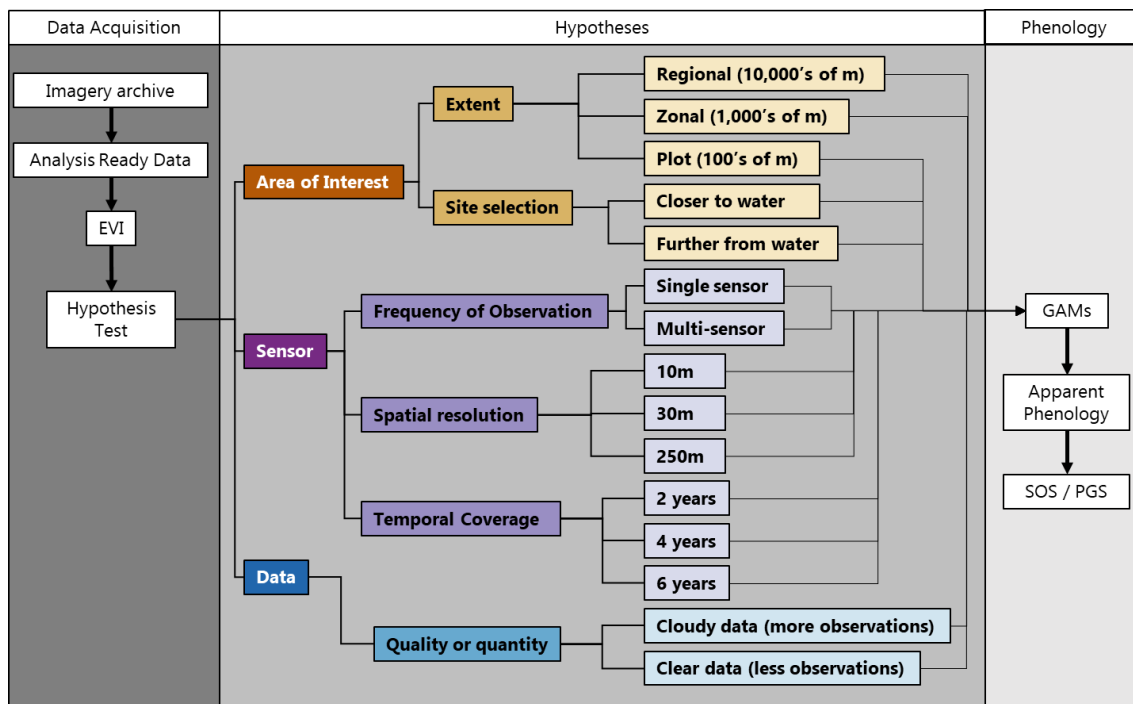 Data Acquisition
Hypotheses
Phenology
Imagery archive
Analysis Ready Data
EVI
Hypothesis
Test
Area of Interest
Extent
Regional (10,000's of m)
Zonal (1,000's of m)
Plot (100's of m)
Site selection
Closer to water
Further from water
Sensor
Frequency of Observation
Single sensor
Multi-sensor
Spatial resolution
10m
30m
250m
Temporal Coverage
2 years
4 years
6 years
Data
Quality or quantity
Cloudy data (more observations)
Clear data (less observations)
GAMs
Apparent
Phenology
SOS / PGS